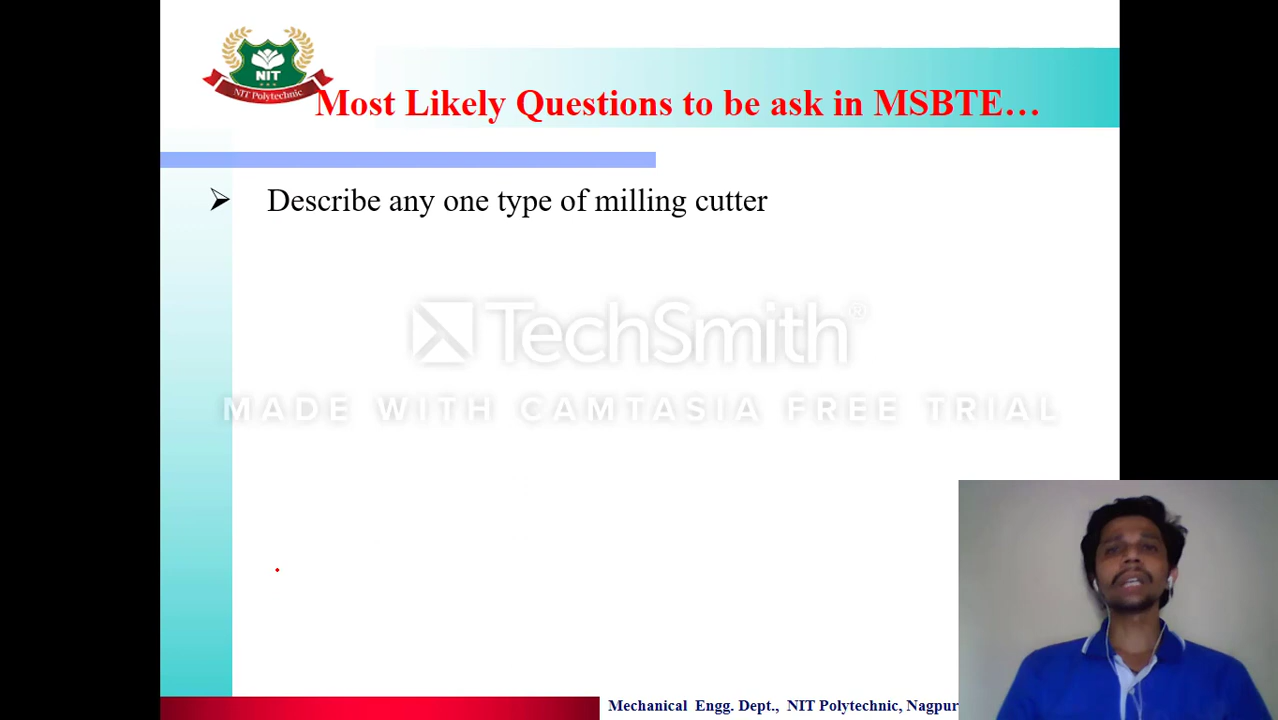 NIT
NIT Polytechnic
Most Likely Questions to be ask in MSBTE…
➢ Describe any one type of milling cutter
TechSmith®
MADE WITH CAMTASIA FREE TRIAL
Mechanical Engg. Dept., NIT Polytechnic, Nagpur